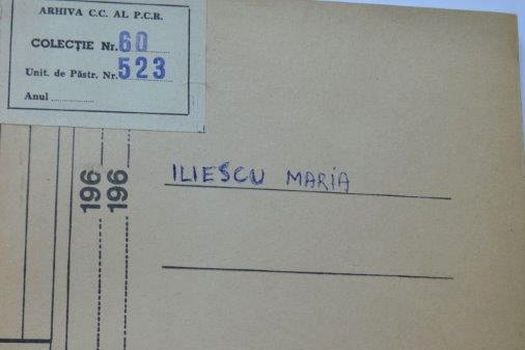 ARHIVA C.C. AL P.C.R.
COLECȚIE Nr. 60
Unit. de Păstr. Nr. 523
Anul
196
196
ILIESCU MARIA